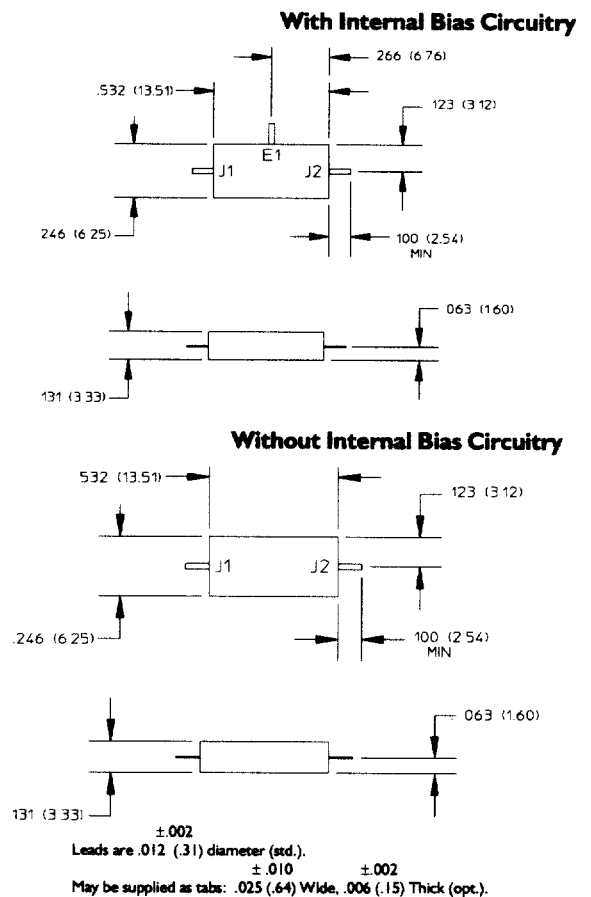 With Internal Bias Circuitry
266 (6.76)
.532 (13.51)
123 (3.12)
E1
J1 J2
246 (6.25)
100 (2.54)
MIN
063 (1.60)
131 (3.33)
Without Internal Bias Circuitry
532 (13.51)
123 (3.12)
J1 J2
.246 (6.25)
100 (2.54)
MIN
063 (1.60)
131 (3.33)
±.002
Leads are .012 (.31) diameter (std.).
±.010 ±.002
May be supplied as tabs: .025 (.64) Wide, .006 (.15) Thick (opt.).